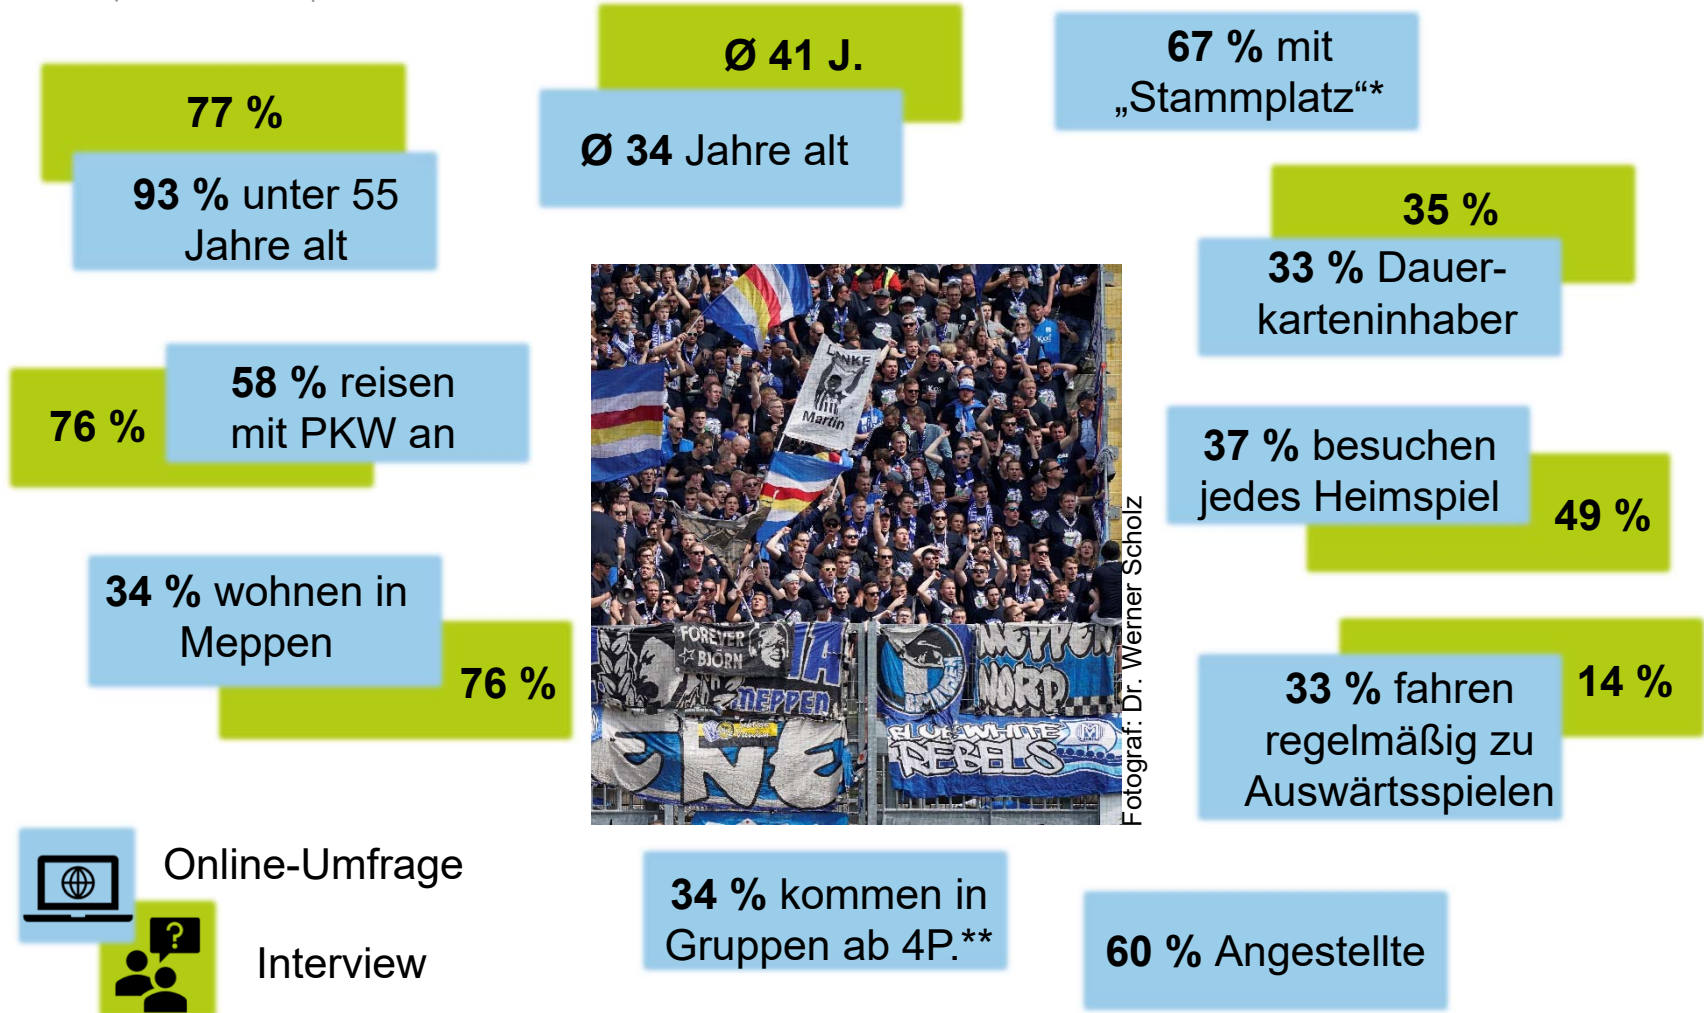 77 %
93 % unter 55
Jahre alt
Ø 41 J.
Ø 34 Jahre alt
67 % mit
„Stammplatz“*
35 %
33 % Dauer-
karteninhaber
76 %
58 % reisen
mit PKW an
37 % besuchen
jedes Heimspiel
49 %
34 % wohnen in
Meppen
76 %
33 % fahren
regelmäßig zu
Auswärtsspielen
14 %
LINKE
Martin
FOREVER
BJÖRN
MEPPEN
MEPPEN
NORD
BLUE-WHITE
REBELS
Fotograf: Dr. Werner Scholz
Online-Umfrage
?
Interview
34 % kommen in
Gruppen ab 4P.**
60 % Angestellte